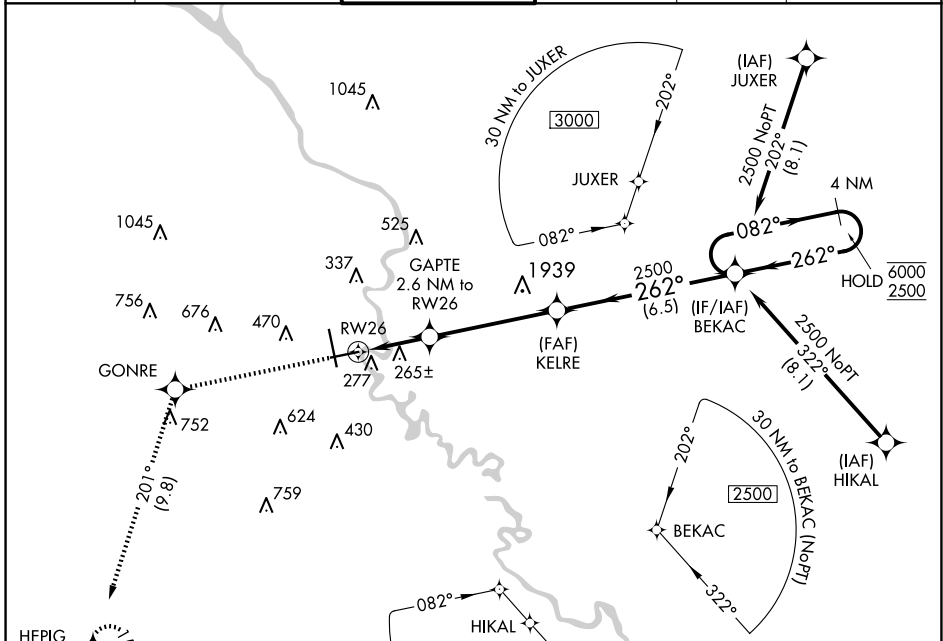 1045
30 NM to JUXER
3000
202°
JUXER
082°
(IAF)
JUXER
2500 NoPT
202°
(8.1)
4 NM
082°
262°
HOLD
6000
2500
1045
525
337
GAPTE
2.6 NM to
RW26
1939
2500
262°
(6.5)
(IF/IAF)
BEKAC
756
676
470
RW26
277
265±
(FAF)
KELRE
2500 NoPT
322°
(8.1)
GONRE
752
624
430
759
201°
(9.8)
202°
30 NM to BEKAC (NoPT)
2500
BEKAC
322°
(IAF)
HIKAL
082°
HIKAL
HEPIG